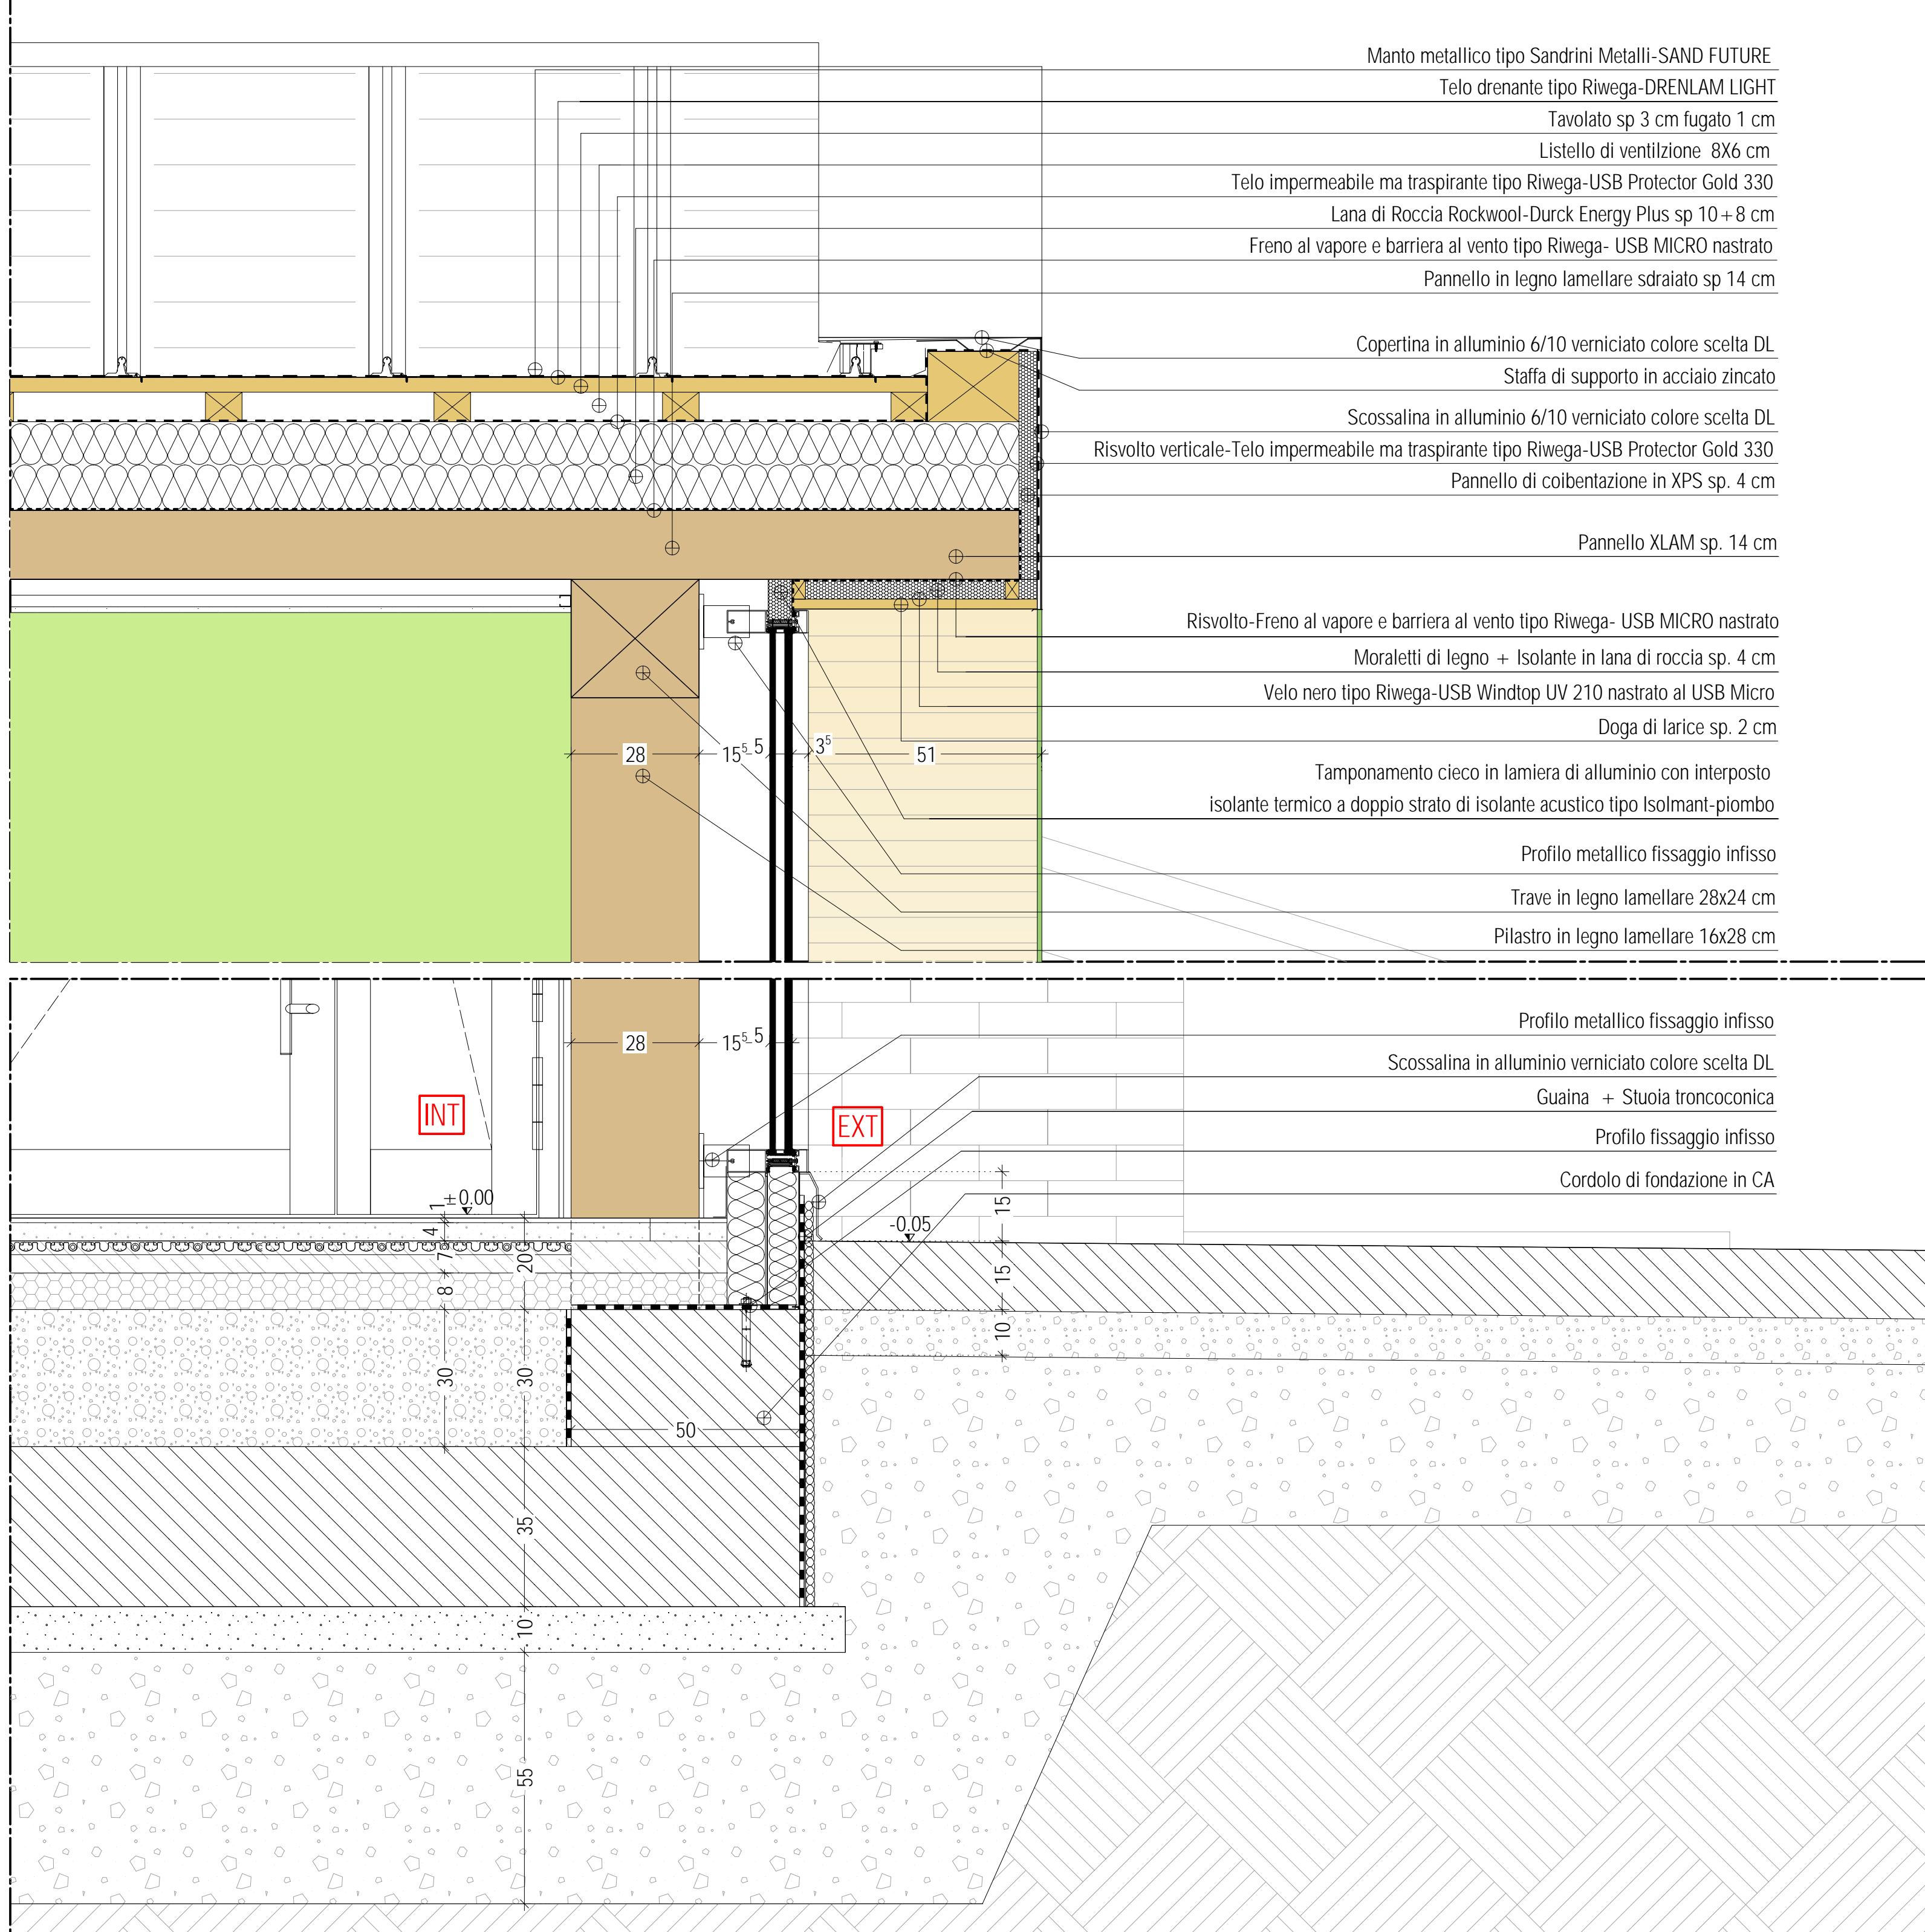 Manto metallico tipo Sandrini Metalli-SAND FUTURE
Telo drenante tipo Riwega-DRENLAM LIGHT
Tavolato sp 3 cm fugato 1 cm
Listello di ventilzione 8X6 cm
Telo impermeabile ma traspirante tipo Riwega-USB Protector Gold 330
Lana di Roccia Rockwool-Durck Energy Plus sp 10+8 cm
Freno al vapore e barriera al vento tipo Riwega- USB MICRO nastrato
Pannello in legno lamellare sdraiato sp 14 cm
Copertina in alluminio 6/10 verniciato colore scelta DL
Staffa di supporto in acciaio zincato
Scossalina in alluminio 6/10 verniciato colore scelta DL
Risvolto verticale-Telo impermeabile ma traspirante tipo Riwega-USB Protector Gold 330
Pannello di coibentazione in XPS sp. 4 cm
Pannello XLAM sp. 14 cm
Risvolto-Freno al vapore e barriera al vento tipo Riwega- USB MICRO nastrato
Moraletti di legno + Isolante in lana di roccia sp. 4 cm
Velo nero tipo Riwega-USB Windtop UV 210 nastrato al USB Micro
Doga di larice sp. 2 cm
28 15⁵ 5 3⁵ 51
Tamponamento cieco in lamiera di alluminio con interposto
isolante termico a doppio strato di isolante acustico tipo Isolmant-piombo
Profilo metallico fissaggio infisso
Trave in legno lamellare 28x24 cm
Pilastro in legno lamellare 16x28 cm
Profilo metallico fissaggio infisso
28 15⁵ 5
Scossalina in alluminio verniciato colore scelta DL
Guaina + Stuoia troncoconica
INT
EXT
Profilo fissaggio infisso
Cordolo di fondazione in CA
±0.00
-0.05
1
4
7
8
30
20
30
35
10
55
15
15
10
50